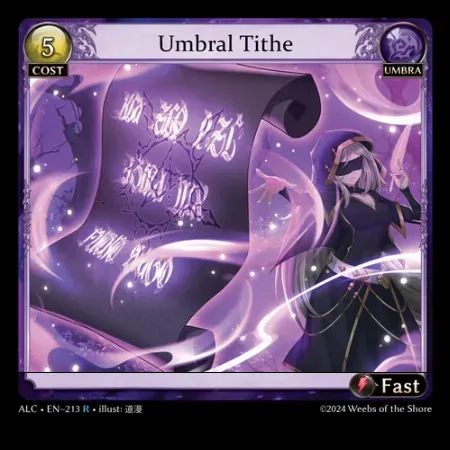 5
COST
Umbral Tithe
UMBRA
Fast
ALC • EN–213 R • illust: 道漫
©2024 Weebs of the Shore